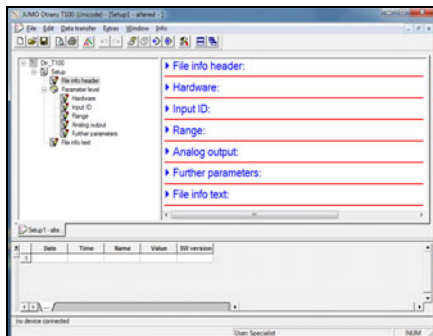 JUMO Dtrans T100 (Unicode) - [Setup1 - altered - ]
File Edit Data transfer Extras Window Info
Dtr_T100
Setup
File info header
Parameter level
Hardware
Input ID
Range
Analog output
Further parameters
File info text
File info header:
Hardware:
Input ID:
Range:
Analog output:
Further parameters:
File info text:
Setup1 - alte...
Date Time Name Value SW version
1
...
no device connected
User: Specialist NUM